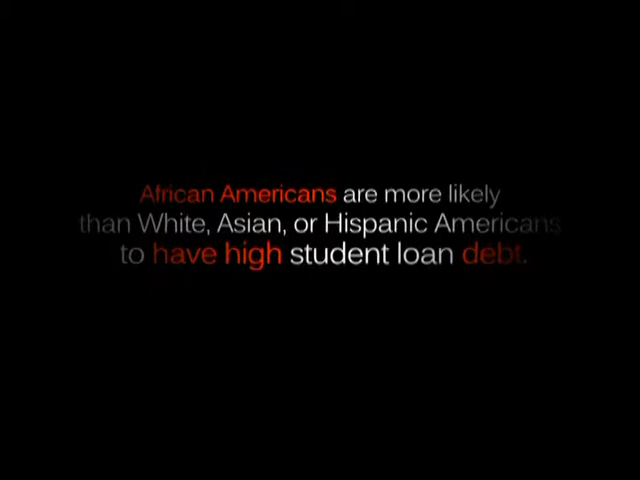 African Americans are more likely
than White, Asian, or Hispanic Americans
to have high student loan debt.